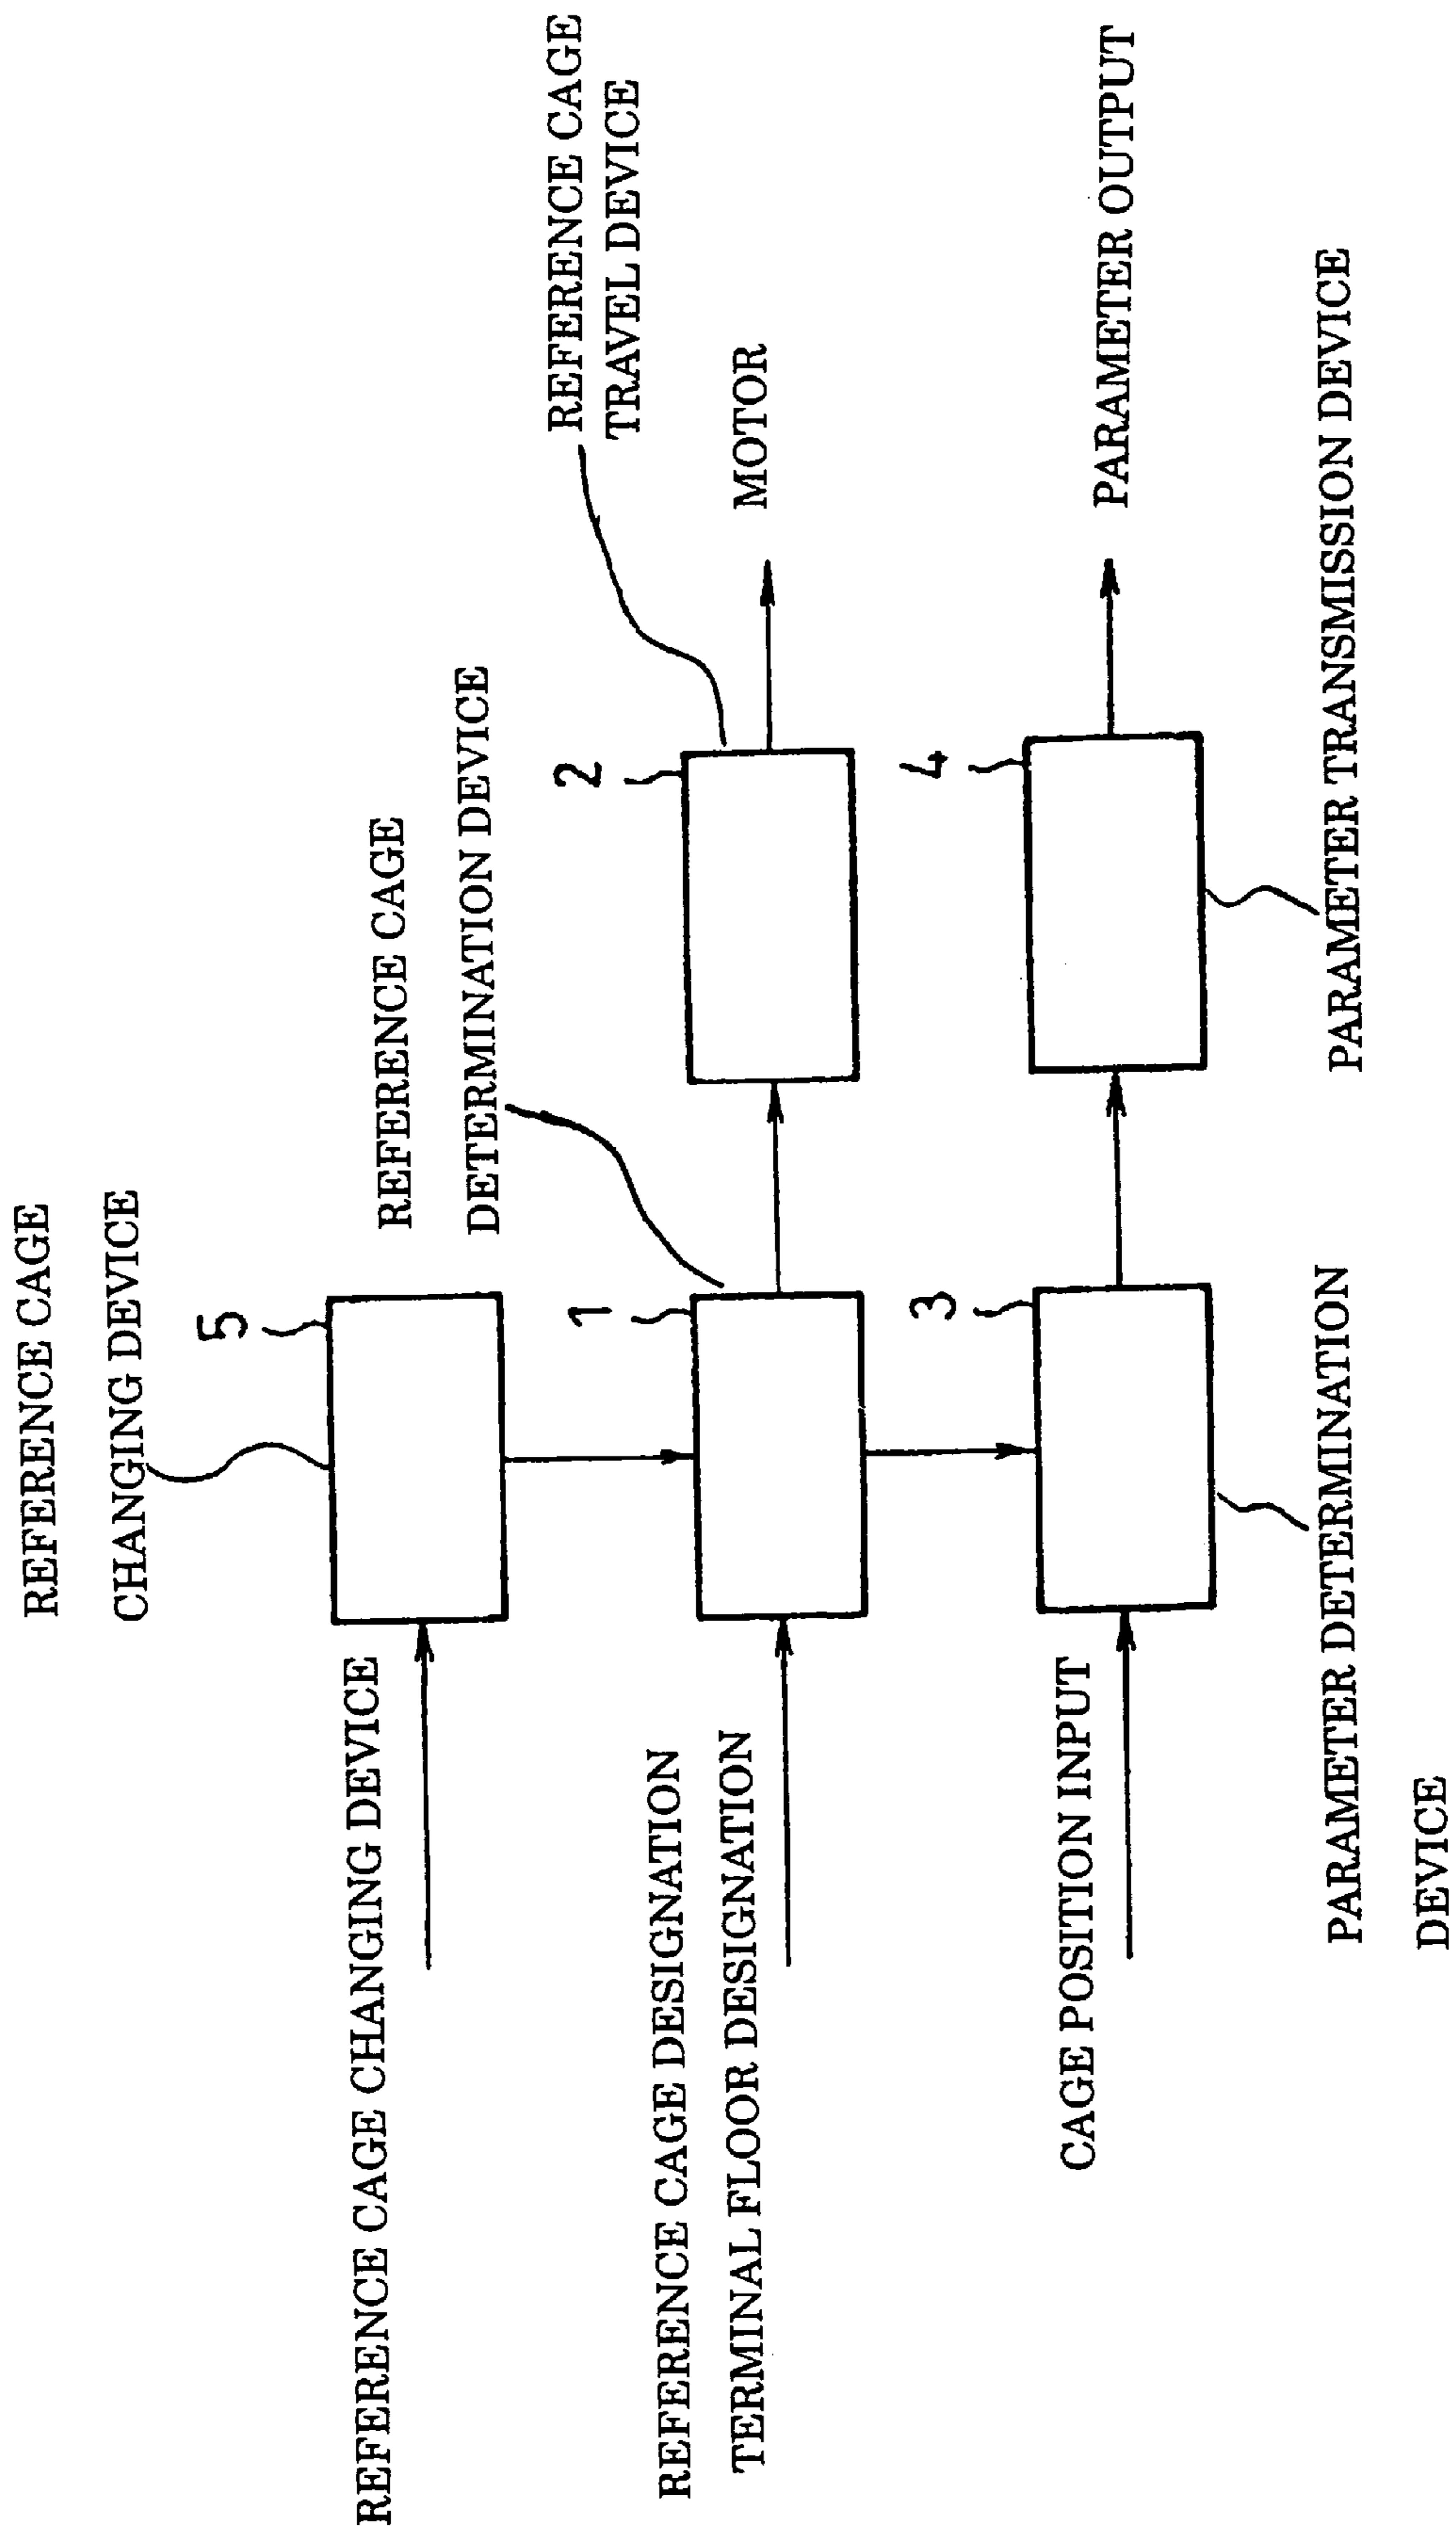 REFERENCE CAGE
CHANGING DEVICE
5
REFERENCE CAGE CHANGING DEVICE
REFERENCE CAGE
DETERMINATION DEVICE
1
REFERENCE CAGE DESIGNATION
TERMINAL FLOOR DESIGNATION
REFERENCE CAGE
TRAVEL DEVICE
2
MOTOR
3
CAGE POSITION INPUT
4
PARAMETER OUTPUT
PARAMETER DETERMINATION
DEVICE
PARAMETER TRANSMISSION DEVICE